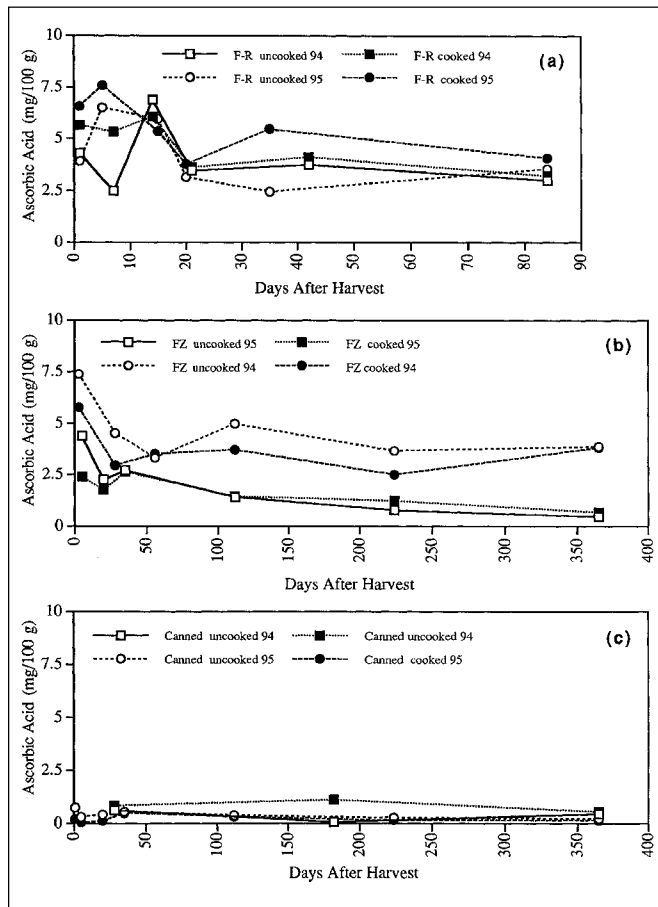 10
7.5
5
2.5
0
Ascorbic Acid (mg/100 g)
F-R uncooked 94
F-R cooked 94
F-R uncooked 95
F-R cooked 95
(a)
0
10
20
30
40
50
60
70
80
90
Days After Harvest
10
7.5
5
2.5
0
Ascorbic Acid (mg/100 g)
FZ uncooked 95
FZ cooked 95
FZ uncooked 94
FZ cooked 94
(b)
0
50
100
150
200
250
300
350
400
Days After Harvest
10
7.5
5
2.5
0
Ascorbic Acid (mg/100 g)
Canned uncooked 94
Canned uncooked 94
Canned uncooked 95
Canned cooked 95
(c)
0
50
100
150
200
250
300
350
400
Days After Harvest